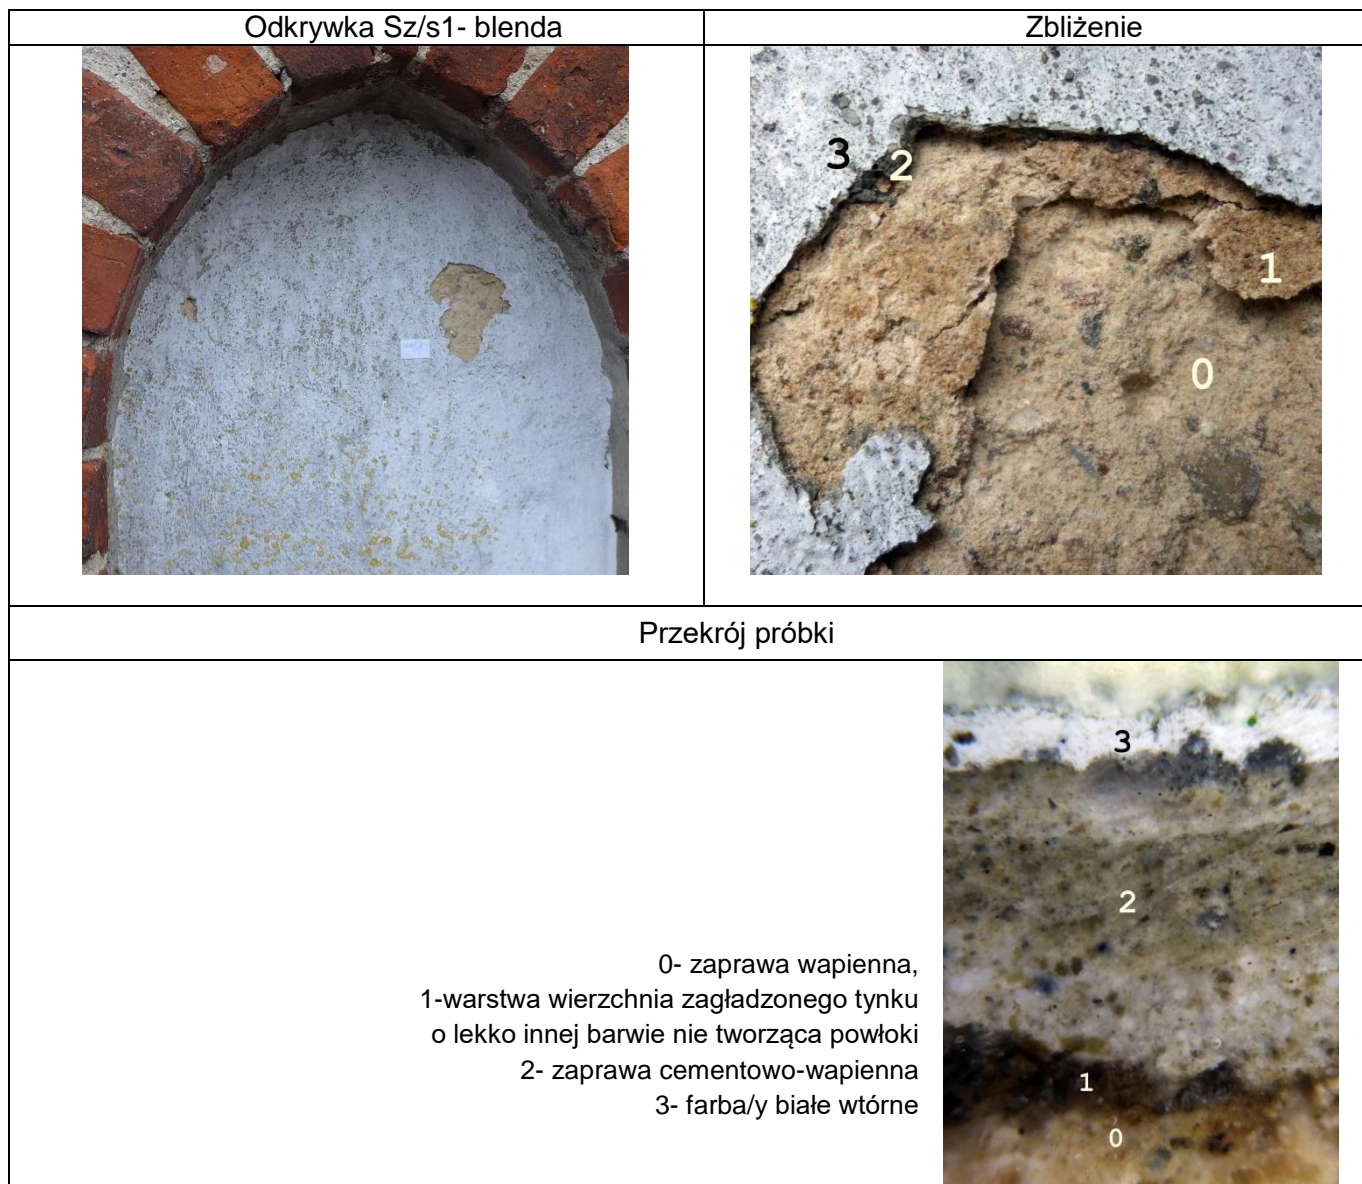 Odkrywka Sz/s1- blenda
Zbliżenie
3
2
1
0
Przekrój próbki
3
2
1
0
0- zaprawa wapienna,
1-warstwa wierzchnia zagładzonego tynku
o lekko innej barwie nie tworząca powłoki
2- zaprawa cementowo-wapienna
3- farba/y białe wtórne